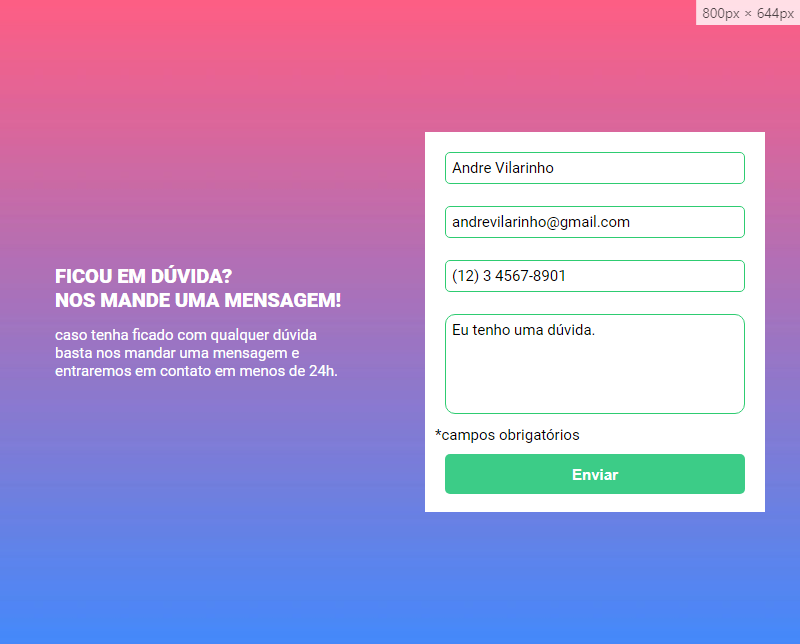 800px × 644px
FICOU EM DÚVIDA?
NOS MANDE UMA MENSAGEM!
caso tenha ficado com qualquer dúvida
basta nos mandar uma mensagem e
entraremos em contato em menos de 24h.
Andre Vilarinho
andrevilarinho@gmail.com
(12) 3 4567-8901
Eu tenho uma dúvida.
*campos obrigatórios
Enviar